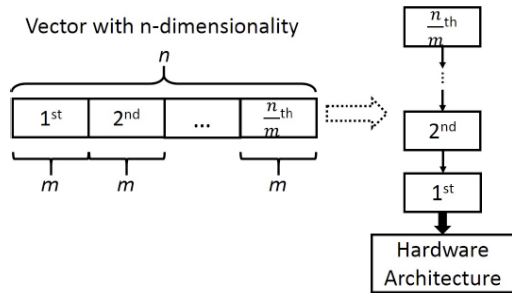 Vector with n-dimensionality
n
1st
2nd
...
n/m th
m
m
m
n/m th
2nd
1st
Hardware
Architecture